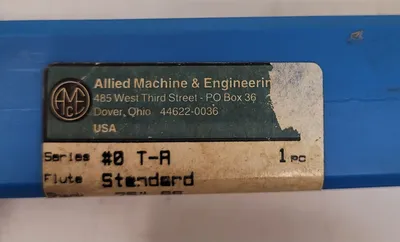 Allied Machine & Engineerin
485 West Third Street - PO Box 36
Dover, Ohio 44622-0036
USA
AMEC
Series #0 T-A 1 PC
Flute Standard